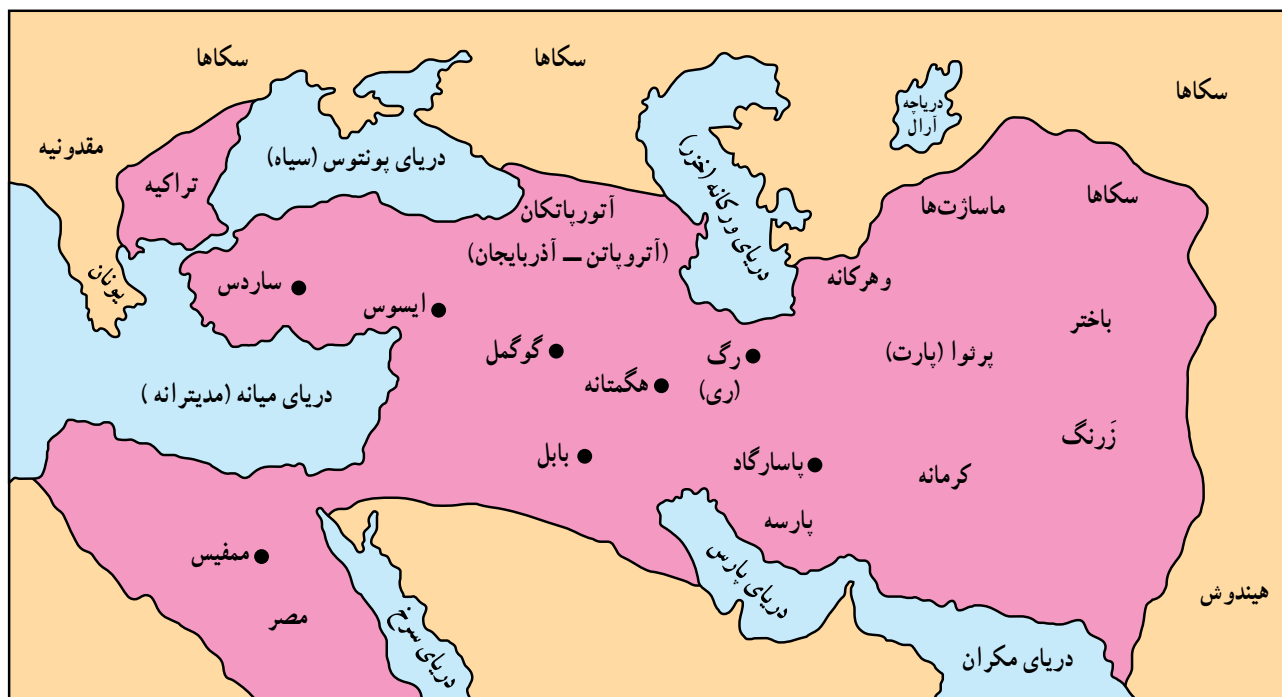 سکاها
سکاها
سکاها
دریاچه
آرال
مقدونیه
تراکیه
دریای پونتوس (سیاه)
دریای ورکانه (خزر)
آتورپاتکان
(آتروپاتن ــ آذربایجان)
ماساژت‌ها
سکاها
یونان
ساردس
ایسوس
وهرکانه
باختر
گوگمل
هگمتانه
رگ
(ری)
پرثوا (پارت)
دریای میانه (مدیترانه )
زَرنگ
بابل
پاسارگاد
کرمانه
پارسه
ممفیس
مصر
دریای سرخ
دریای پارس
هیندوش
دریای مکران